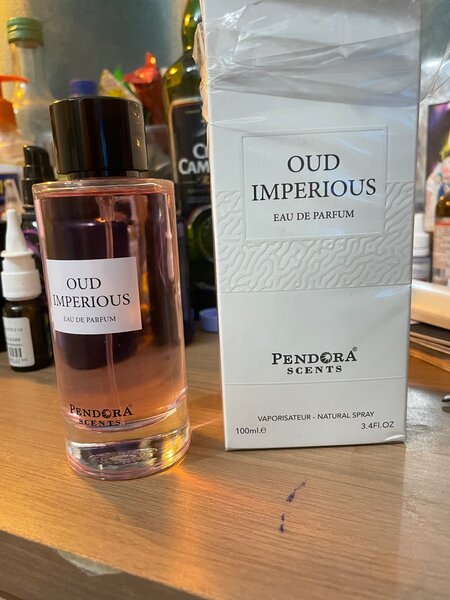 OUD
IMPERIOUS
EAU DE PARFUM
PENDORA®
SCENTS
OUD
IMPERIOUS
EAU DE PARFUM
PENDORA®
SCENTS
VAPORISATEUR - NATURAL SPRAY
100ml.e
3.4Fl.OZ